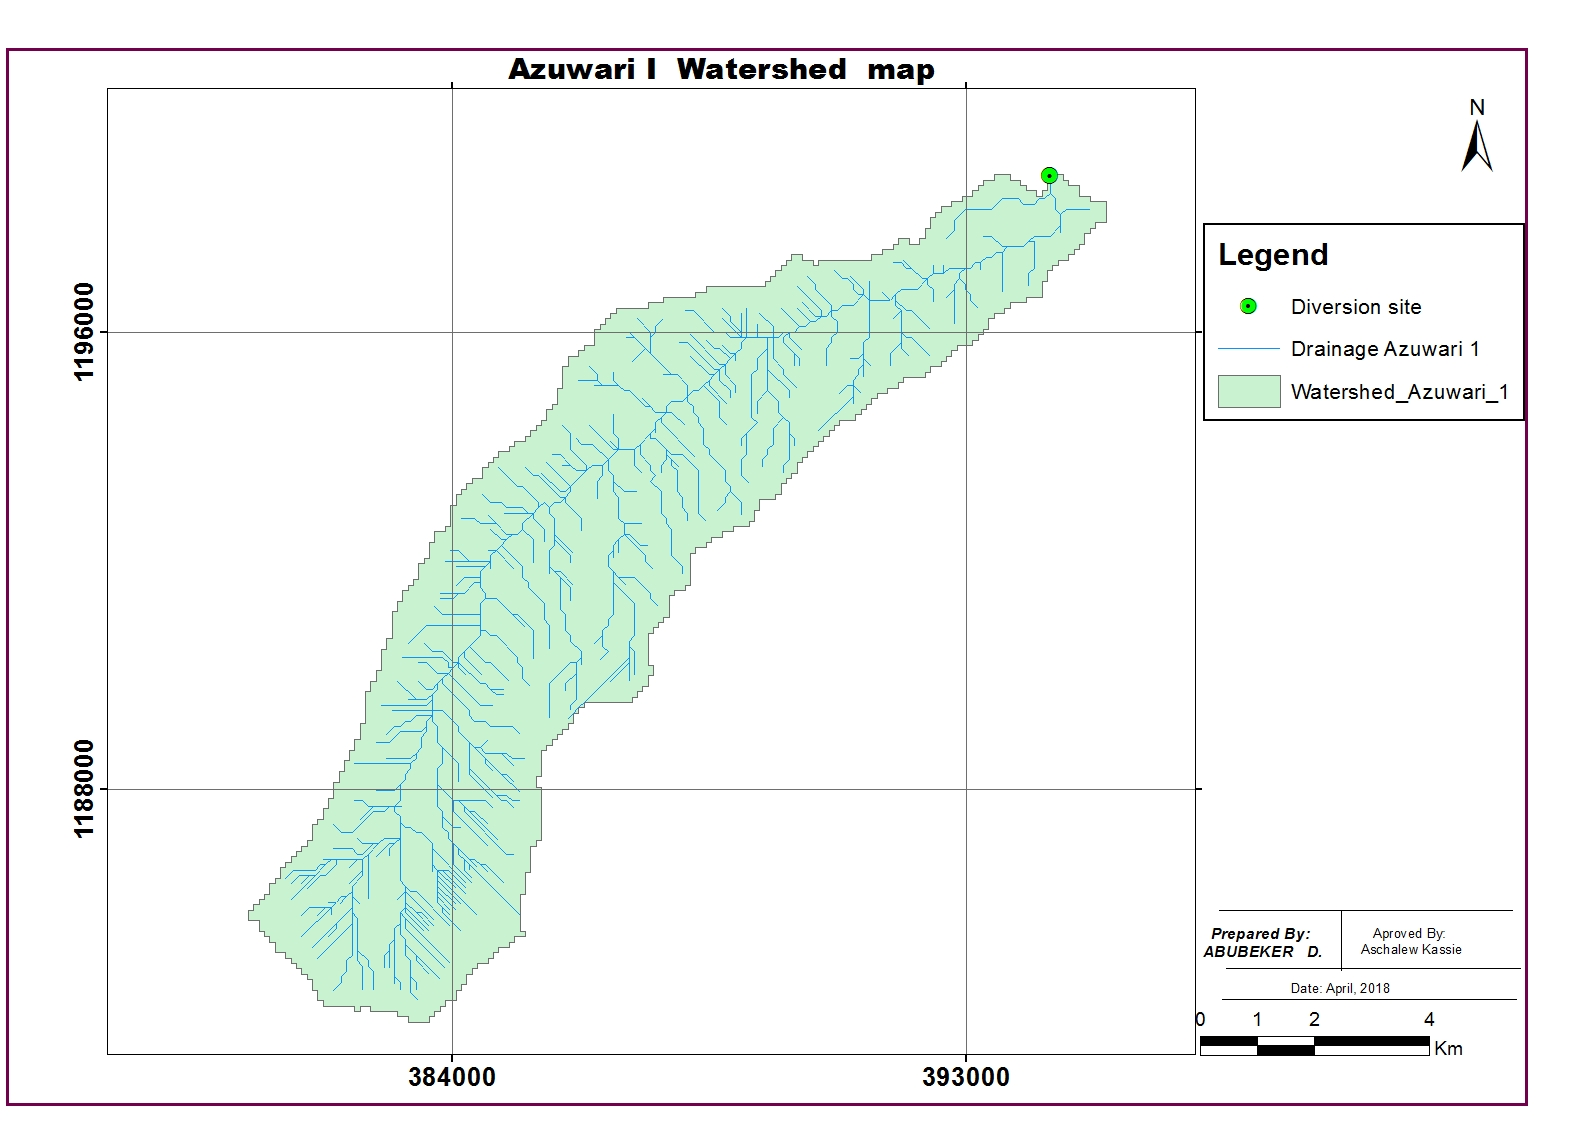 Azuwari I Watershed map
N
Legend
Diversion site
Drainage Azuwari 1
Watershed_Azuwari_1
1196000
1188000
384000
393000
Prepared By:
ABUBEKER D.
Aproved By:
Aschalew Kassie
Date: April, 2018
0 1 2 4
Km